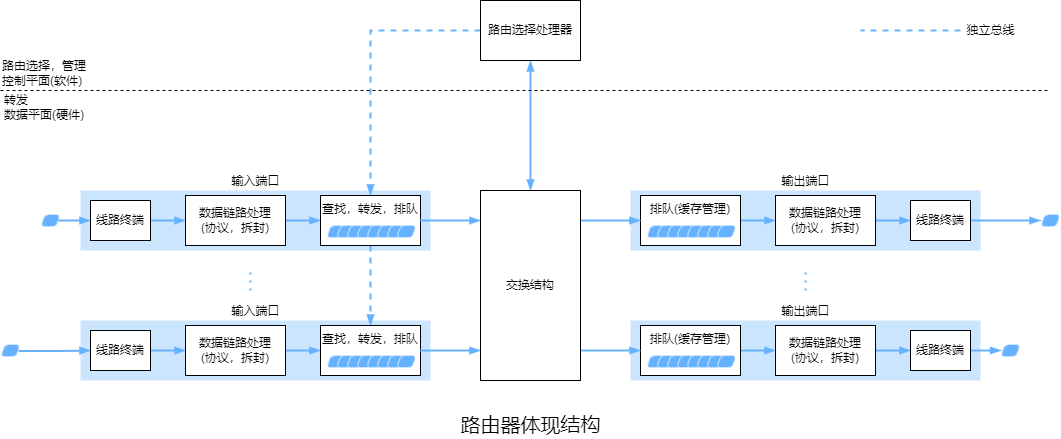 路由选择处理器
独立总线
路由选择，管理
控制平面(软件)
转发
数据平面(硬件)
输入端口
输出端口
线路终端
数据链路处理
(协议，拆封)
查找，转发，排队
排队(缓存管理)
数据链路处理
(协议，拆封)
线路终端
交换结构
输入端口
输出端口
线路终端
数据链路处理
(协议，拆封)
查找，转发，排队
排队(缓存管理)
数据链路处理
(协议，拆封)
线路终端
路由器体现结构